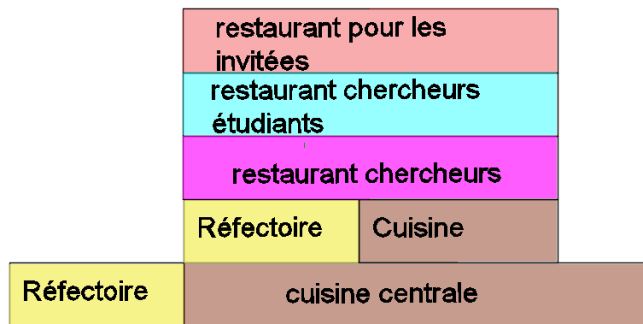 restaurant pour les
invitées
restaurant chercheurs
étudiants
restaurant chercheurs
Réfectoire
Cuisine
Réfectoire
cuisine centrale